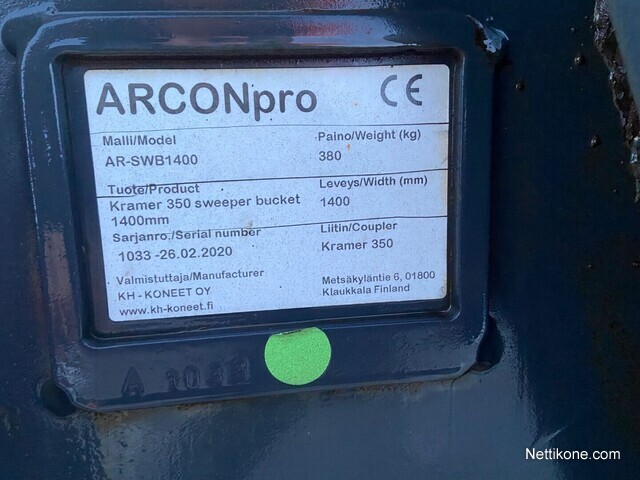 ARCONpro CE
Malli/Model Paino/Weight (kg)
AR-SWB1400 380
Tuote/Product Leveys/Width (mm)
Kramer 350 sweeper bucket 1400
1400mm
Sarjanro./Serial number Liitin/Coupler
1033 -26.02.2020 Kramer 350
Valmistuttaja/Manufacturer Metsäkyläntie 6, 01800
KH - KONEET OY Klaukkala Finland
www.kh-koneet.fi
A 1033
Nettikone.com